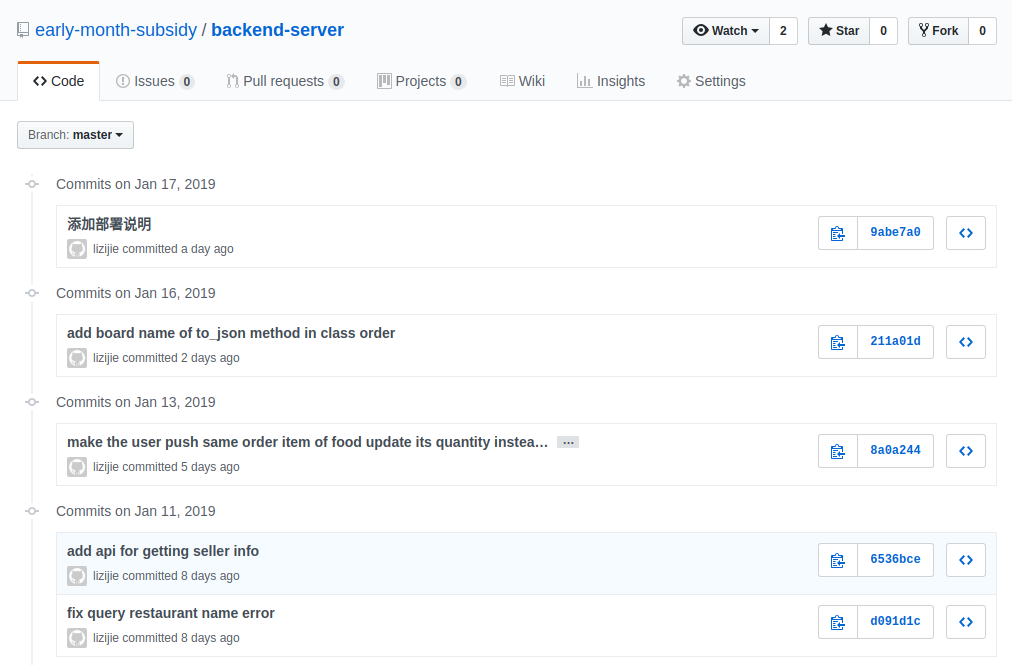 early-month-subsidy / backend-server
Watch 2 Star 0 Fork 0
Code Issues 0 Pull requests 0 Projects 0 Wiki Insights Settings
Branch: master
Commits on Jan 17, 2019
添加部署说明
9abe7a0
lizijie committed a day ago
Commits on Jan 16, 2019
add board name of to_json method in class order
211a01d
lizijie committed 2 days ago
Commits on Jan 13, 2019
make the user push same order item of food update its quantity instea… …
8a0a244
lizijie committed 5 days ago
Commits on Jan 11, 2019
add api for getting seller info
6536bce
lizijie committed 8 days ago
fix query restaurant name error
d091d1c
lizijie committed 8 days ago